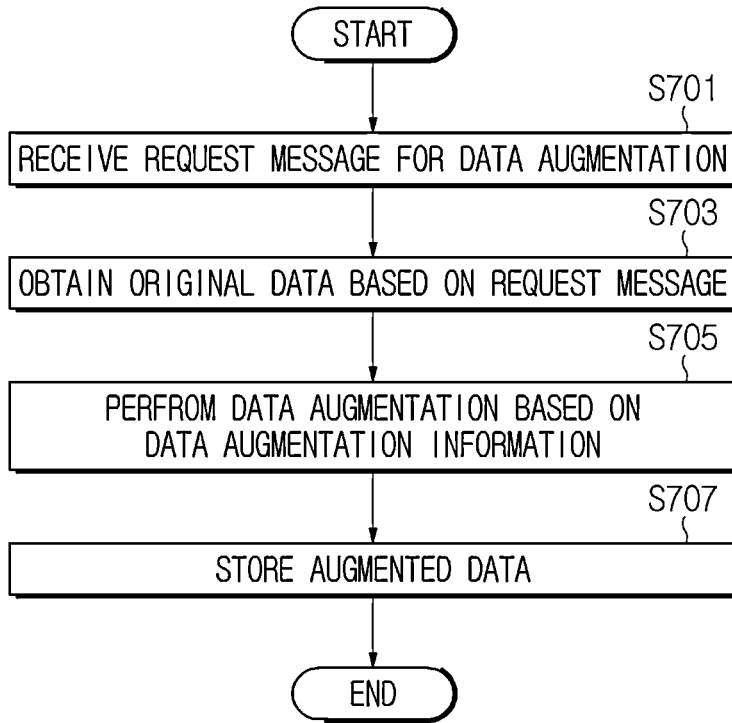 START
S701
RECEIVE REQUEST MESSAGE FOR DATA AUGMENTATION
S703
OBTAIN ORIGINAL DATA BASED ON REQUEST MESSAGE
S705
PERFROM DATA AUGMENTATION BASED ON
DATA AUGMENTATION INFORMATION
S707
STORE AUGMENTED DATA
END